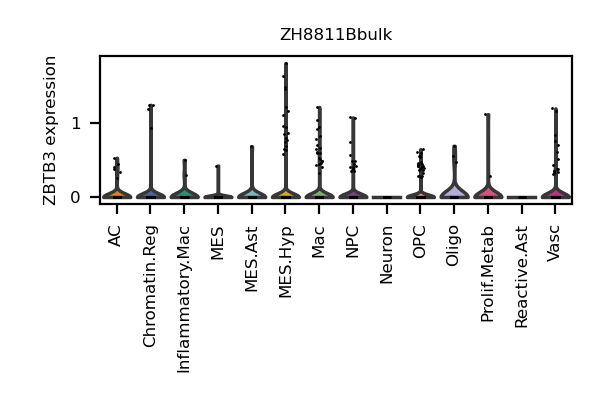 ZH8811Bbulk
ZBTB3 expression
1
0
AC
Chromatin.Reg
Inflammatory.Mac
MES
MES.Ast
MES.Hyp
Mac
NPC
Neuron
OPC
Oligo
Prolif.Metab
Reactive.Ast
Vasc